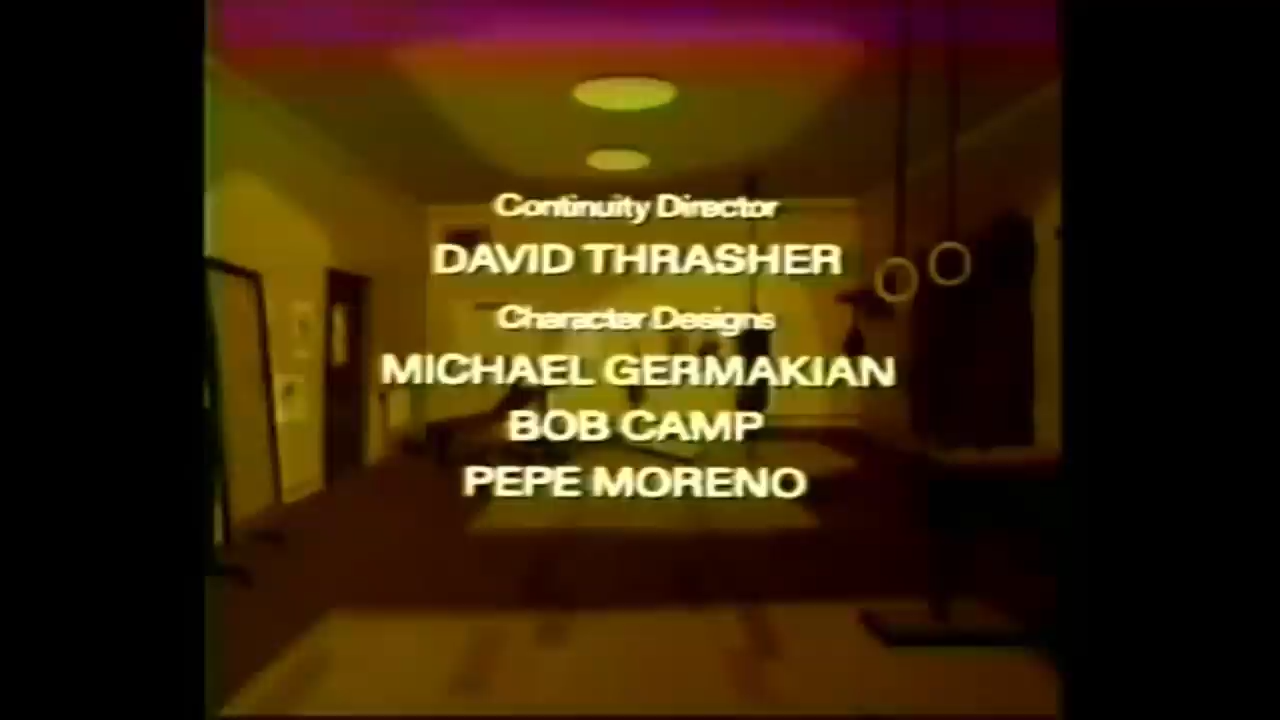 Continuity Director
DAVID THRASHER
Character Designs
MICHAEL GERMAKIAN
BOB CAMP
PEPE MORENO